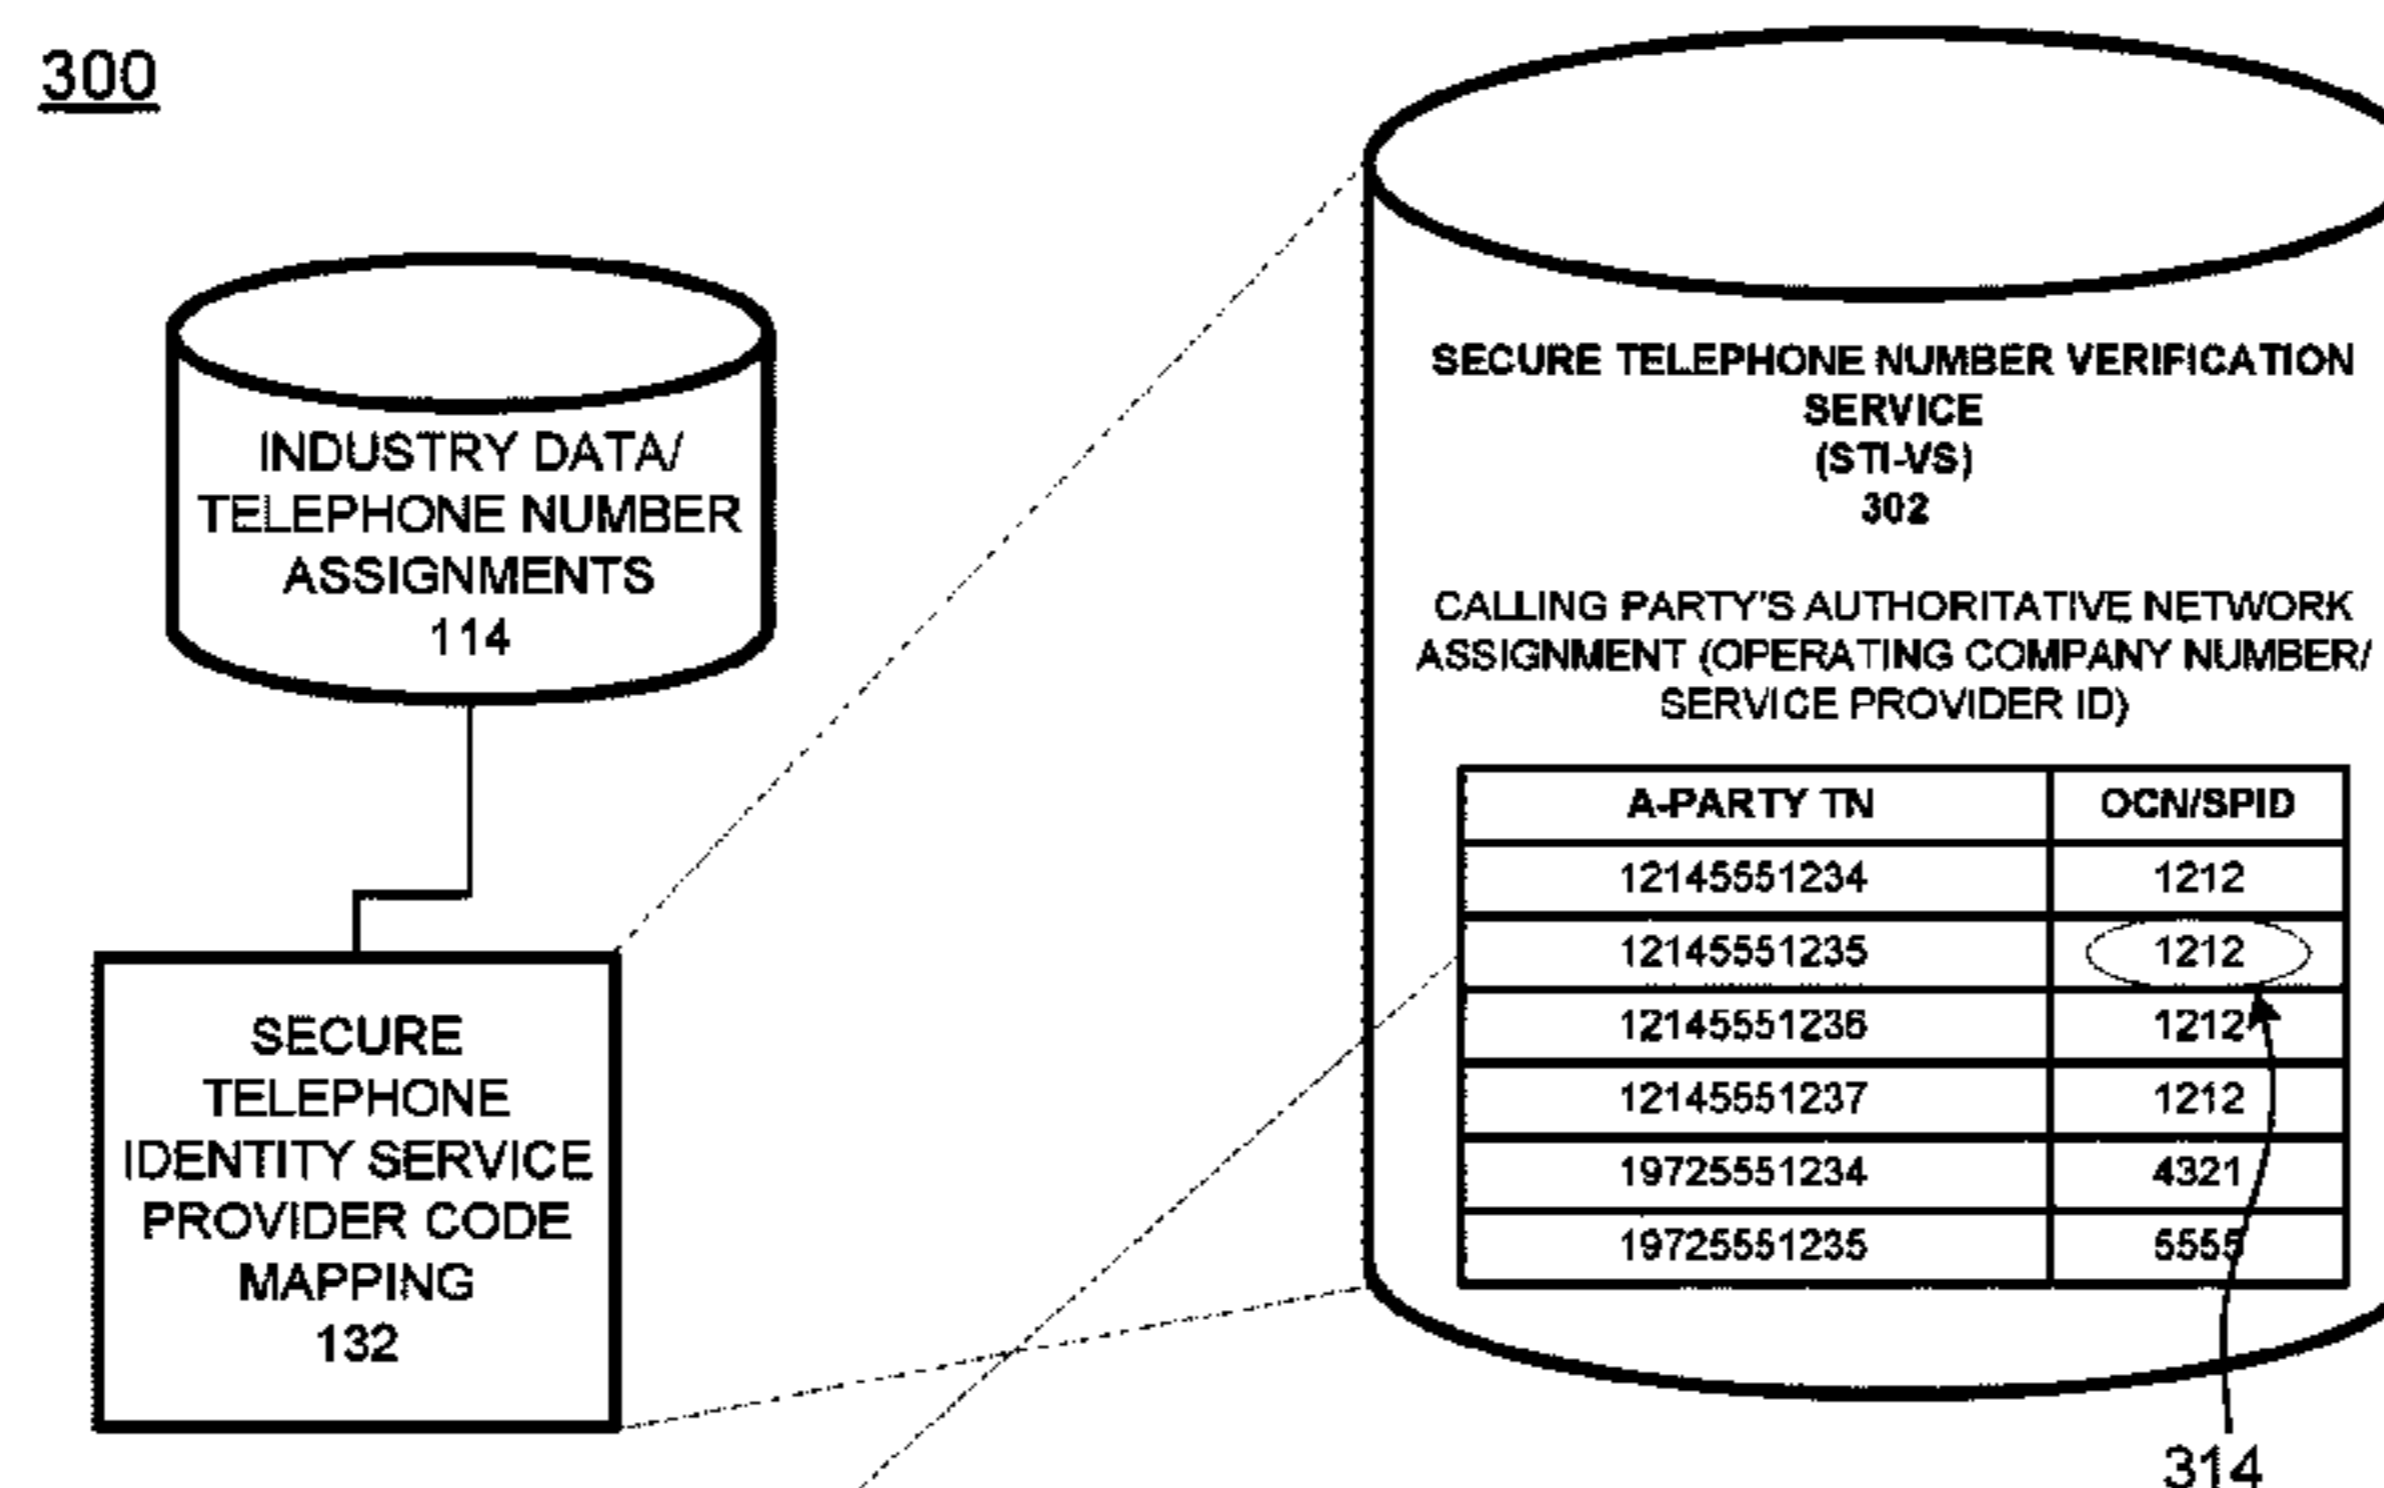 300
INDUSTRY DATA/
TELEPHONE NUMBER
ASSIGNMENTS
114
SECURE
TELEPHONE
IDENTITY SERVICE
PROVIDER CODE
MAPPING
132
SECURE TELEPHONE NUMBER VERIFICATION
SERVICE
(STI-VS)
302
CALLING PARTY'S AUTHORITATIVE NETWORK
ASSIGNMENT (OPERATING COMPANY NUMBER/
SERVICE PROVIDER ID)
A-PARTY TN OCN/SPID
12145551234 1212
12145551235 1212
12145551236 1212
12145551237 1212
19725551234 4321
19725551235 5555
314